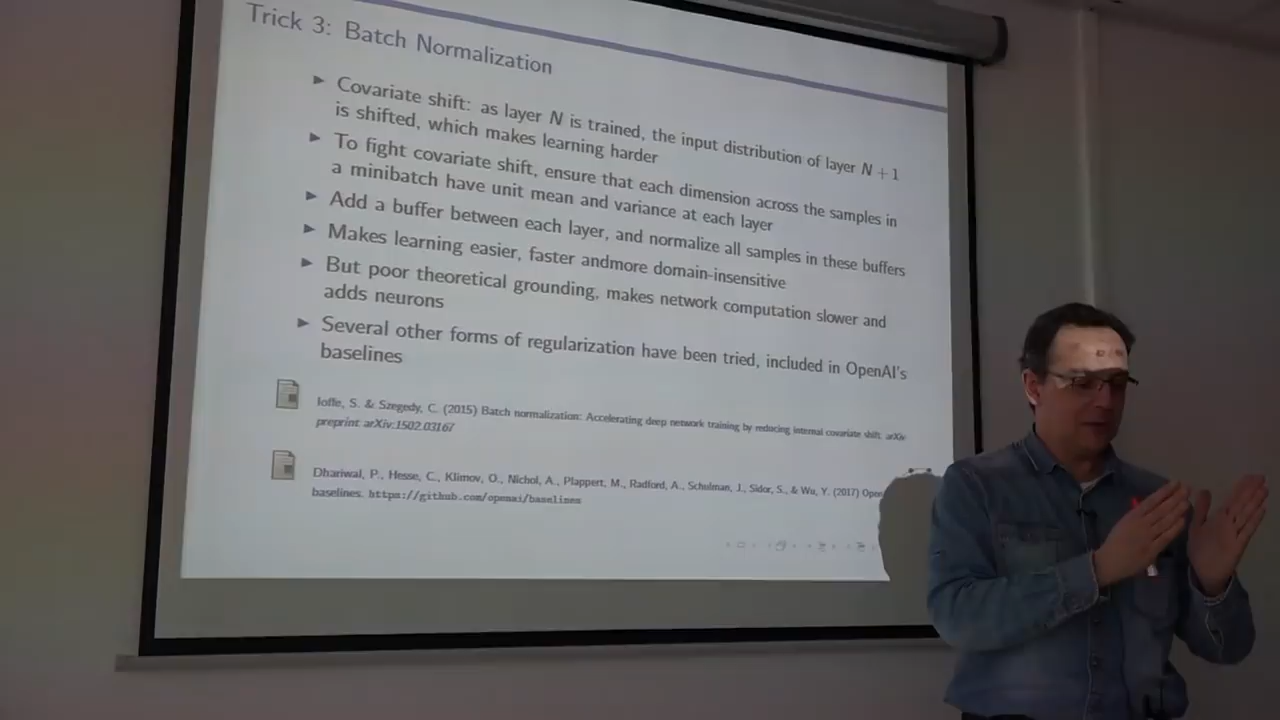 Trick 3: Batch Normalization
► Covariate shift: as layer N is trained, the input distribution of layer N + 1
is shifted, which makes learning harder
► To fight covariate shift, ensure that each dimension across the samples in
a minibatch have unit mean and variance at each layer
► Add a buffer between each layer, and normalize all samples in these buffers
► Makes learning easier, faster andmore domain-insensitive
► But poor theoretical grounding, makes network computation slower and
adds neurons
► Several other forms of regularization have been tried, included in OpenAI's
baselines
Ioffe, S. & Szegedy, C. (2015) Batch normalization: Accelerating deep network training by reducing internal covariate shift. arXiv
preprint arXiv:1502.03167
Dhariwal, P., Hesse, C., Klimov, O., Nichol, A., Plappert, M., Radford, A., Schulman, J., Sidor, S., & Wu, Y. (2017)
baselines. https://github.com/openai/baselines